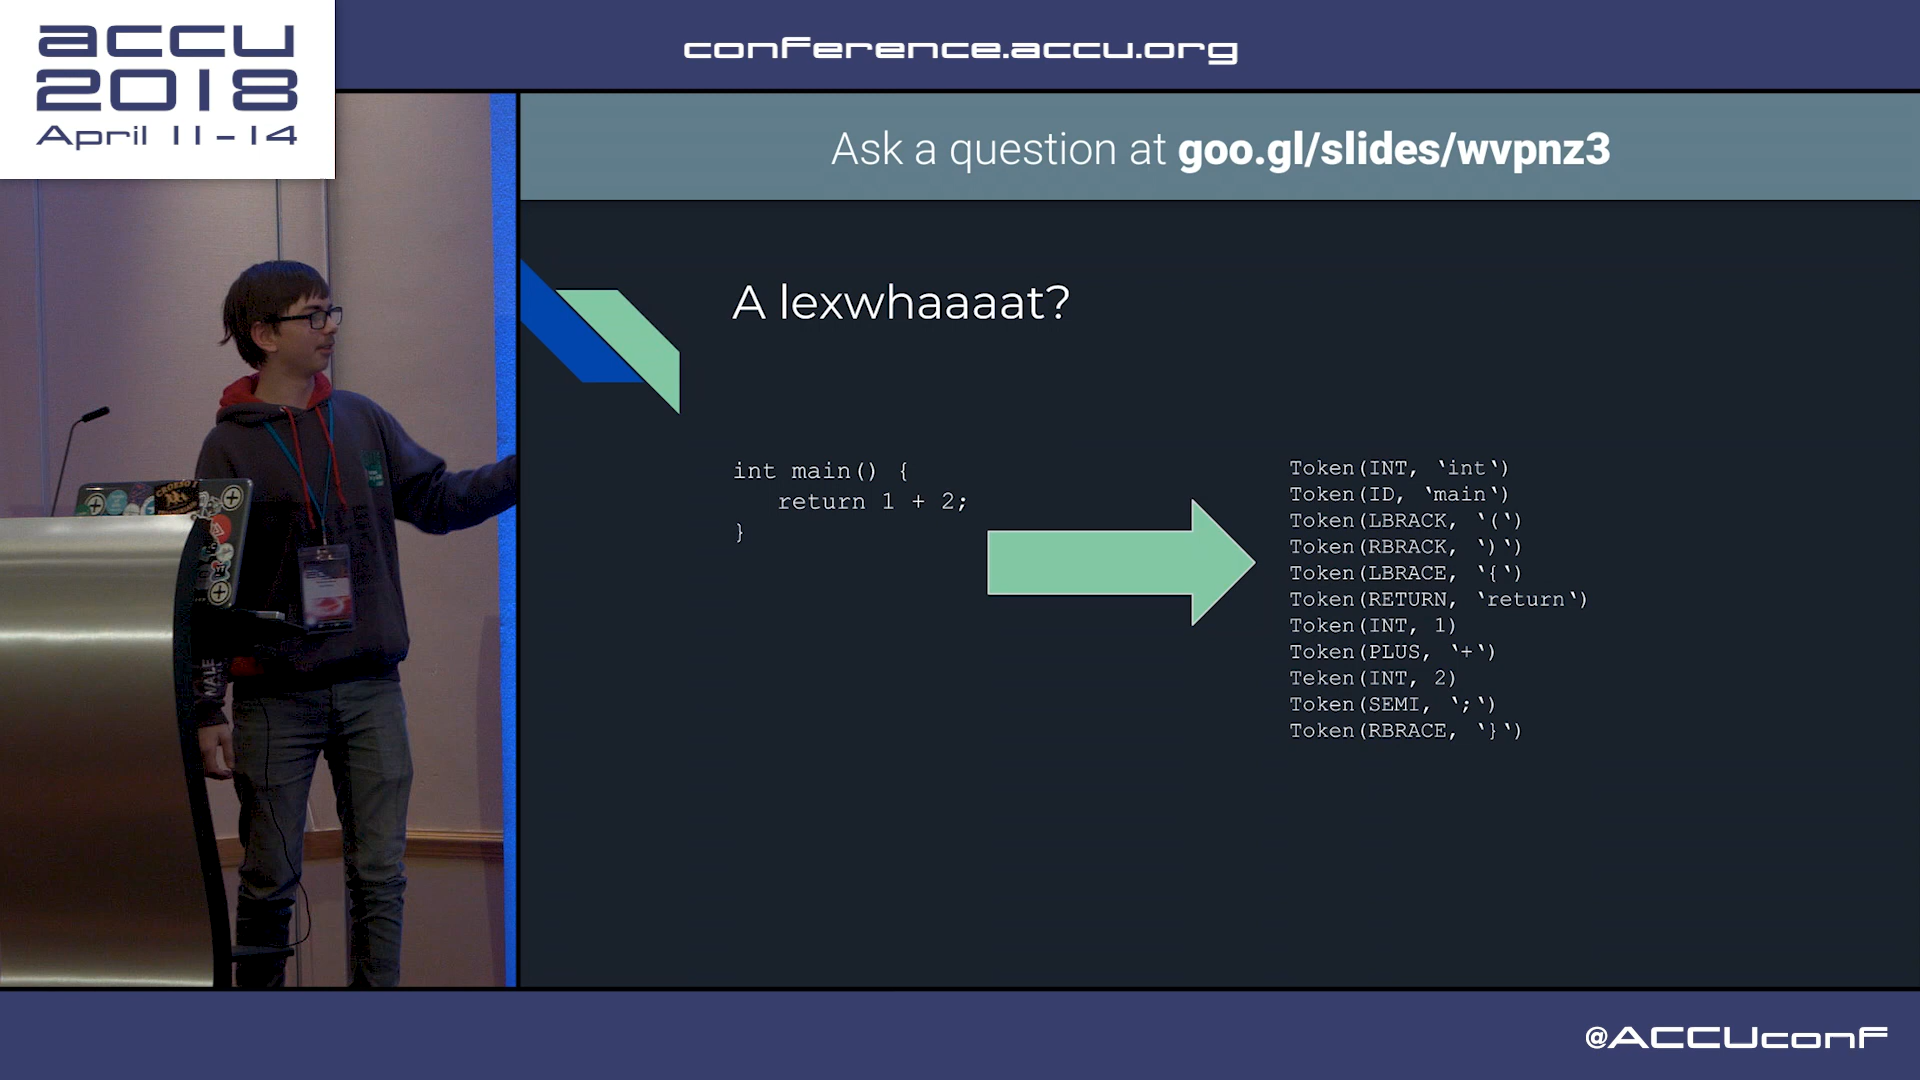 accu
2018
April 11-14
conference.accu.org
Ask a question at goo.gl/slides/wvpnz3
A lexwhaaaat?
int main() {
return 1 + 2;
}
Token(INT, ‛int‛)
Token(ID, ‛main‛)
Token(LBRACK, ‛(‛)
Token(RBRACK, ‛)‛)
Token(LBRACE, ‛{‛)
Token(RETURN, ‛return‛)
Token(INT, 1)
Token(PLUS, ‛+‛)
Teken(INT, 2)
Token(SEMI, ‛;‛)
Token(RBRACE, ‛}‛)
@ACCUconf